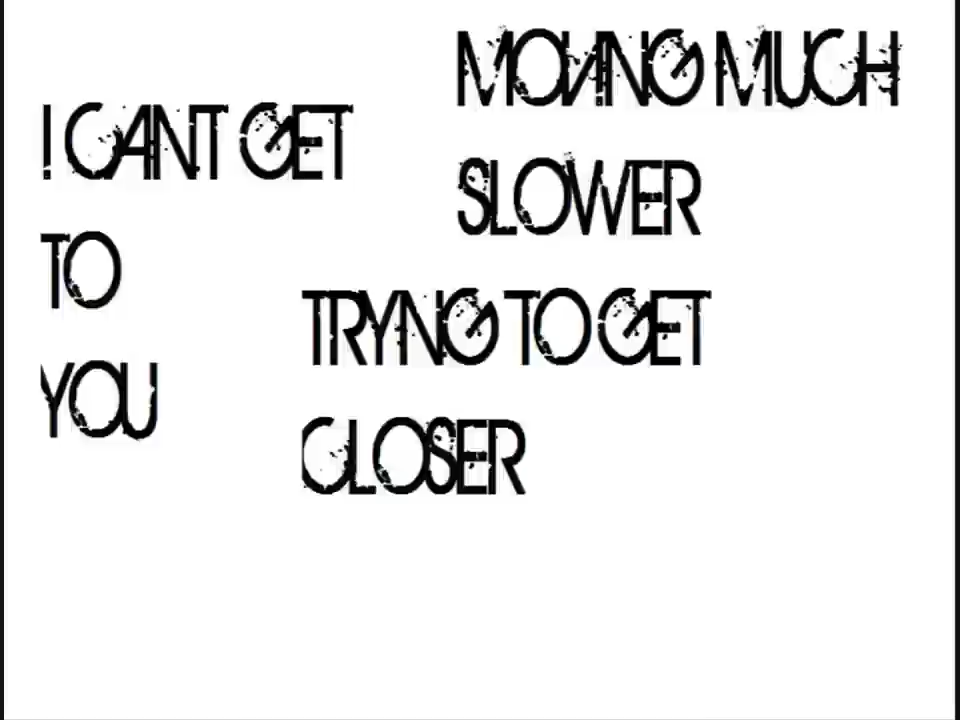 I CANT GET
TO
YOU
MOVING MUCH
SLOWER
TRYNG TO GET
CLOSER